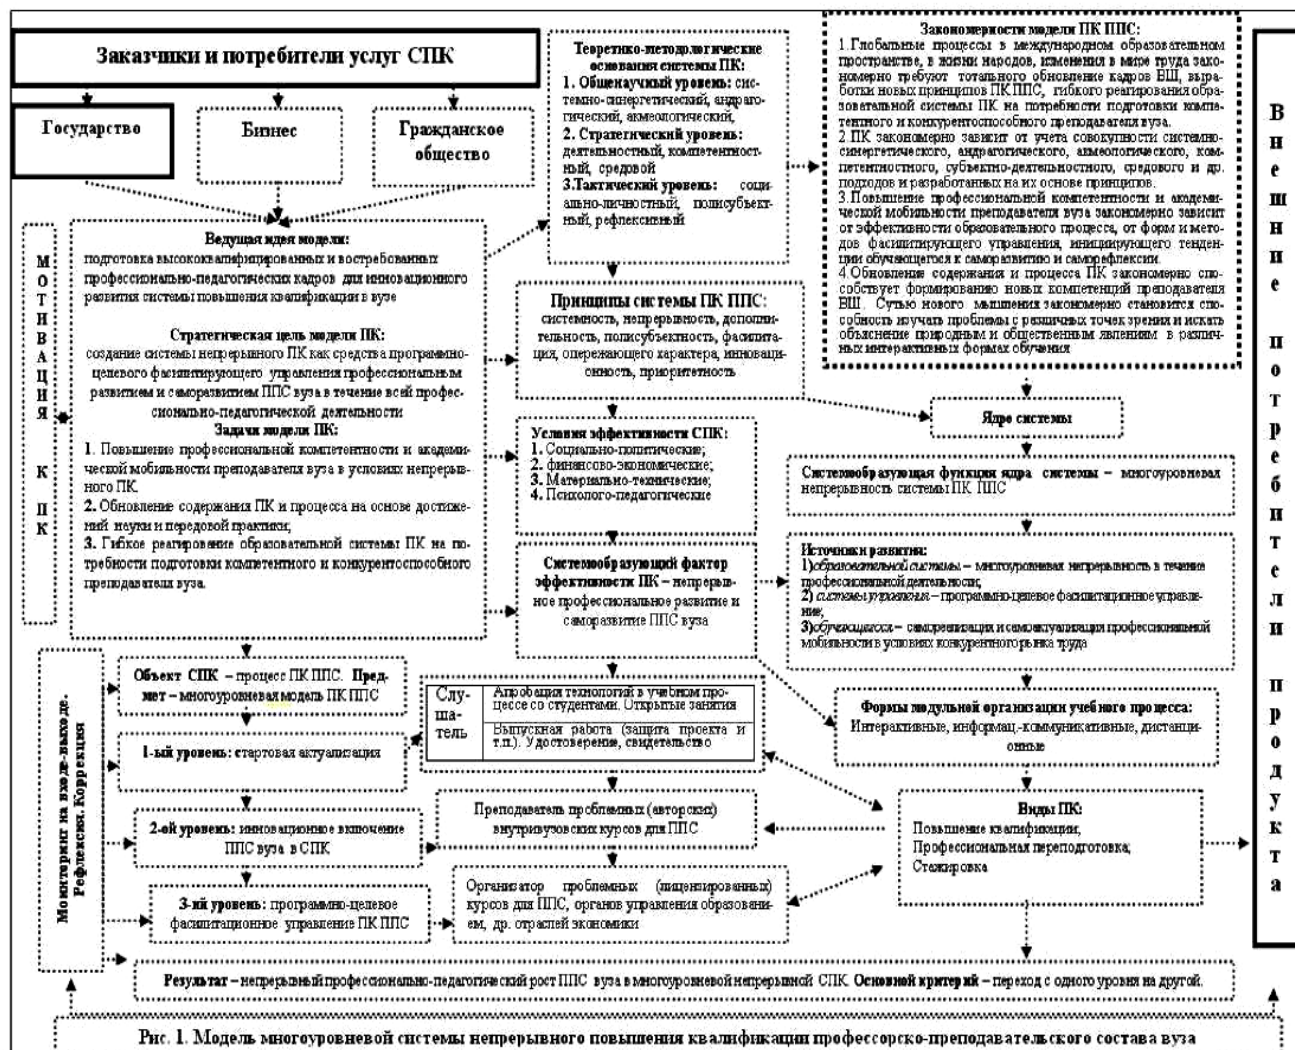 Заказчики и потребители услуг СПК
Государство
Бизнес
Гражданское
общество
М О Т И В А Ц И Я К ПК
Ведущая идея модели:
подготовка высококвалифицированных и востребованных
профессионально-педагогических кадров для инновационного
развития системы повышения квалификации в вузе
Стратегическая цель модели ПК:
создание системы непрерывного ПК как средства программно-
целевого фасилитирующего управления профессиональным
развитием и саморазвитием ППС вуза в течение всей профес-
сионально-педагогической деятельности
Задачи модели ПК:
1. Повышение профессиональной компетентности и академи-
ческой мобильности преподавателя вуза в условиях непрерыв-
ного ПК.
2. Обновление содержания ПК и процесса на основе достиже-
ний науки и передовой практики;
3. Гибкое реагирование образовательной системы ПК на по-
требности подготовки компетентного и конкурентоспособного
преподавателя вуза.
Теоретико-методологические
основания системы ПК:
1. Общенаучный уровень: сис-
темно-синергетический, андраго-
гический, акмеологический,
2. Стратегический уровень:
деятельностный, компетентност-
ный, средовой
3.Тактический уровень: соци-
ально-личностный, полисубъект-
ный, рефлексивный
Закономерности модели ПК ППС:
1.Глобальные процессы в международном образовательном
пространстве, в жизни народов, изменения в мире труда зако-
номерно требуют тотального обновление кадров ВШ, выра-
ботки новых принципов ПК ППС, гибкого реагирования обра-
зовательной системы ПК на потребности подготовки компе-
тентного и конкурентоспособного преподавателя вуза.
2.ПК закономерно зависит от учета совокупности системно-
синергетического, андрагогического, акмеологического, ком-
петентностного, субъектно-деятельностного, средового и др.
подходов и разработанных на их основе принципов.
3.Повышение профессиональной компетентности и академи-
ческой мобильности преподавателя вуза закономерно зависит
от эффективности образовательного процесса, от форм и мето-
дов фасилитирующего управления, инициирующего тенден-
ции обучающегося к саморазвитию и саморефлексии.
4.Обновление содержания и процесса ПК закономерно спо-
собствует формированию новых компетенций преподавателя
ВШ. Сутью нового мышления закономерно становится спо-
собность изучать проблемы с различных точек зрения и искать
объяснение природным и общественным явлениям в различ-
ных интерактивных формах обучения
Принципы системы ПК ППС:
системность, непрерывность, дополни-
тельность, полисубъектность, фасилита-
ция, опережающего характера, инноваци-
онность, приоритетность
Условия эффективности СПК:
1. Социально-политические;
2. финансово-экономические;
3. Материально-технические;
4. Психолого-педагогические
Системообразующий фактор
эффективности ПК – непрерыв-
ное профессиональное развитие и
саморазвитие ППС вуза
Ядро системы
Системообразующая функция ядра системы – многоуровневая
непрерывность системы ПК ППС
Источники развития:
1)образовательной системы – многоуровневая непрерывность в течение
профессиональной деятельности;
2) системы управления – программно-целевое фасилитационное управле-
ние;
3)обучающегося – самореализация и самоактуализация профессиональной
мобильности в условиях конкурентного рынка труда
Формы модульной организации учебного процесса:
Интерактивные, информац.-коммуникативные, дистанци-
онные
Виды ПК:
Повышение квалификации;
Профессиональная переподготовка;
Стажировка
Внешние потребители продукта
Мониторинг на входе-выходе.
Рефлексия. Коррекция
Объект СПК – процесс ПК ППС. Пред-
мет – многоуровневая модель ПК ППС
1-ый уровень: стартовая актуализация
2-ой уровень: инновационное включение
ППС вуза в СПК
3-ий уровень: программно-целевое
фасилитационное управление ПК ППС
Слу-
ша-
тель
Апробация технологий в учебном про-
цессе со студентами. Открытые занятия
Выпускная работа (защита проекта и
т.п.). Удостоверение, свидетельство
Преподаватель проблемных (авторских)
внутривузовских курсов для ППС
Организатор проблемных (лицензированных)
курсов для ППС, органов управления образовани-
ем, др. отраслей экономики
Результат – непрерывный профессионально-педагогический рост ППС вуза в многоуровневой непрерывной СПК. Основной критерий – переход с одного уровня на другой.
Рис. 1. Модель многоуровневой системы непрерывного повышения квалификации профессорско-преподавательского состава вуза